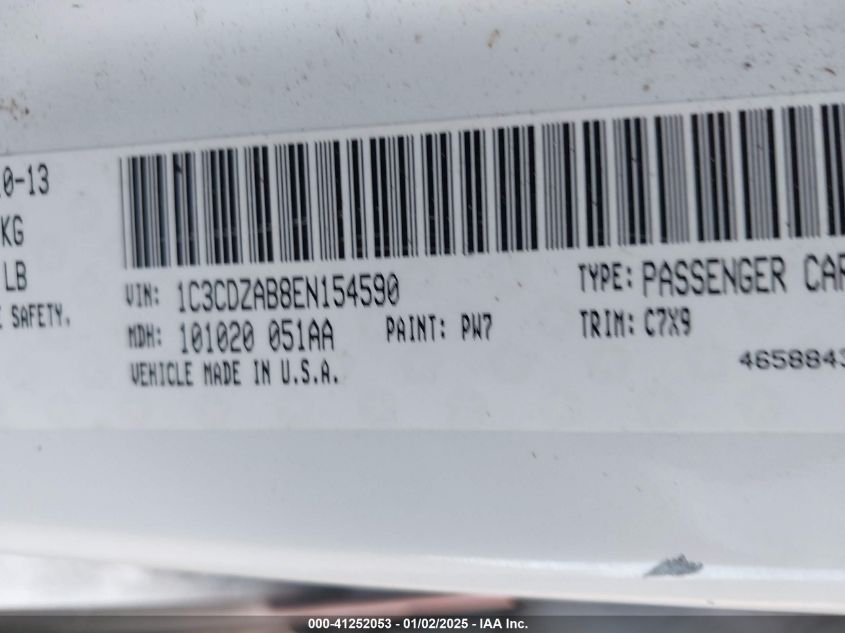 0-13
KG
LB
SAFETY.
VIN: 1C3CDZAB8EN154590
TYPE: PASSENGER CAR
MDH: 101020 051AA
PAINT: PW7
TRIM: C7X9
VEHICLE MADE IN U.S.A.
465884
000-41252053 - 01/02/2025 - IAA Inc.